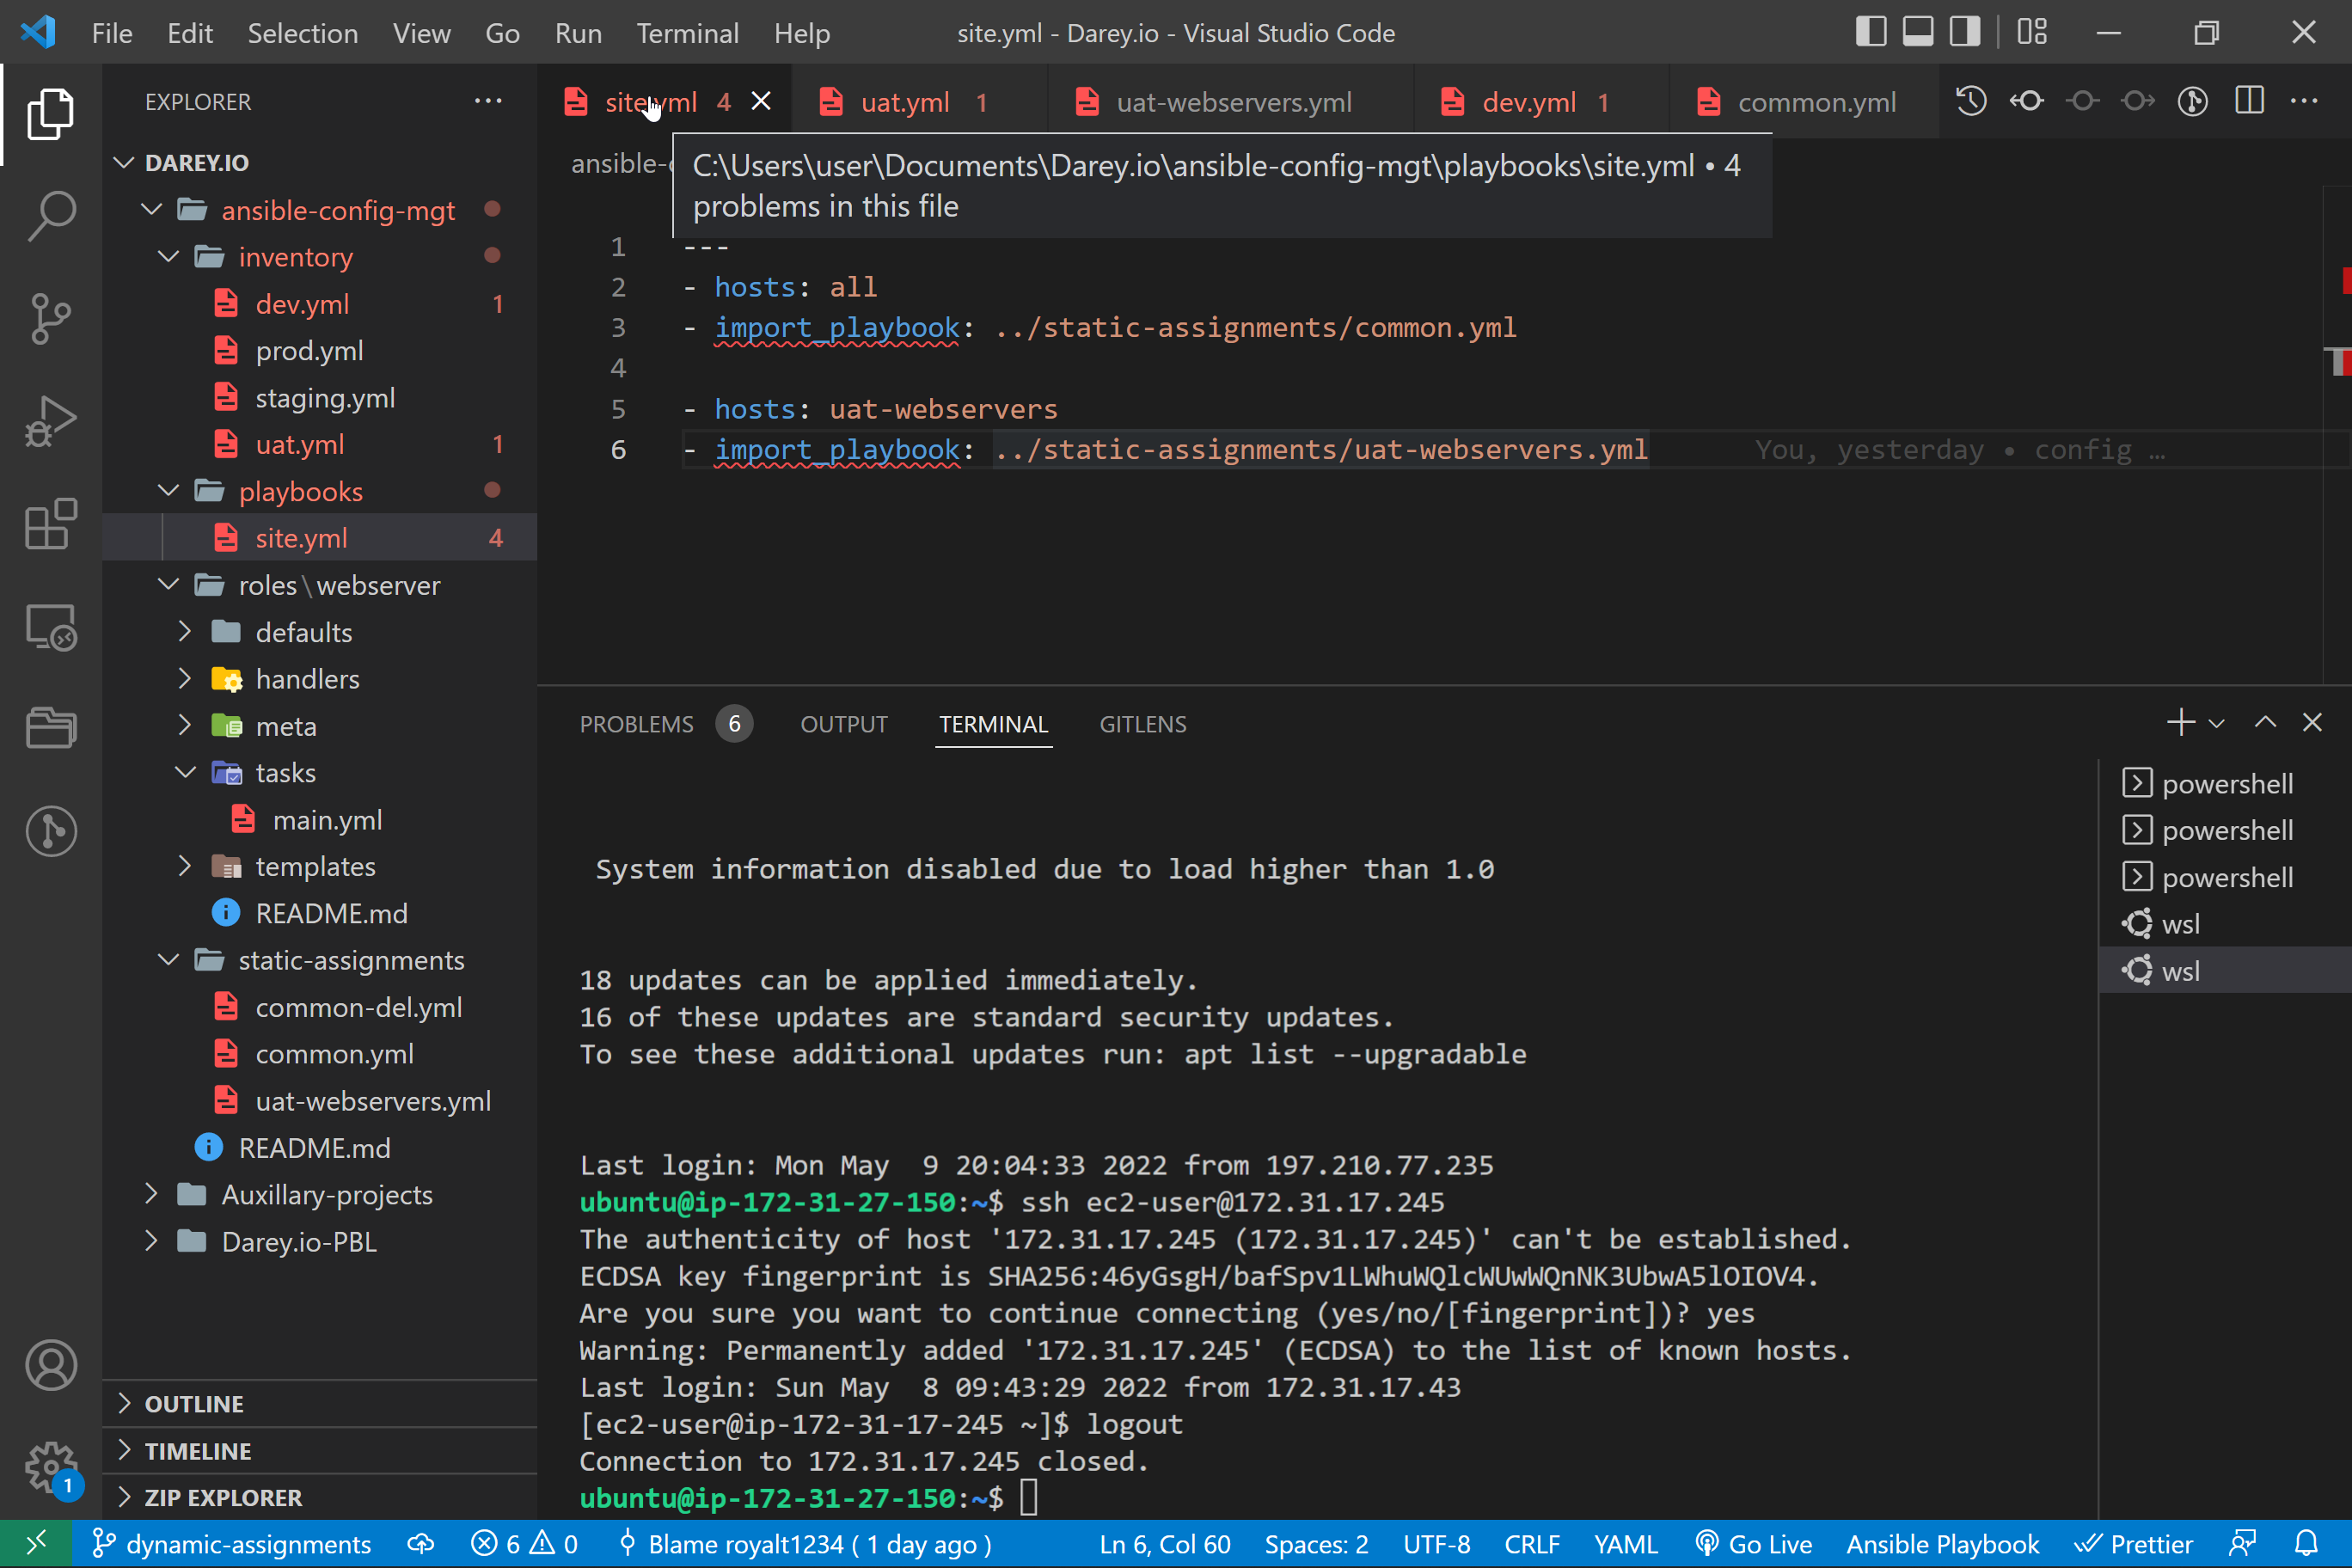 File Edit Selection View Go Run Terminal Help site.yml - Darey.io - Visual Studio Code
EXPLORER
DAREY.IO
ansible-config-mgt
inventory
dev.yml 1
prod.yml
staging.yml
uat.yml 1
playbooks
site.yml 4
roles\webserver
defaults
handlers
meta
tasks
main.yml
templates
README.md
static-assignments
common-del.yml
common.yml
uat-webservers.yml
README.md
Auxillary-projects
Darey.io-PBL
OUTLINE
TIMELINE
ZIP EXPLORER
1
site.yml 4 uat.yml 1 uat-webservers.yml dev.yml 1 common.yml
ansible-
C:\Users\user\Documents\Darey.io\ansible-config-mgt\playbooks\site.yml • 4
problems in this file
1 ---
2 - hosts: all
3 - import_playbook: ../static-assignments/common.yml
4
5 - hosts: uat-webservers
6 - import_playbook: ../static-assignments/uat-webservers.yml You, yesterday • config …
PROBLEMS 6 OUTPUT TERMINAL GITLENS
System information disabled due to load higher than 1.0
18 updates can be applied immediately.
16 of these updates are standard security updates.
To see these additional updates run: apt list --upgradable
Last login: Mon May  9 20:04:33 2022 from 197.210.77.235
ubuntu@ip-172-31-27-150:~$ ssh ec2-user@172.31.17.245
The authenticity of host '172.31.17.245 (172.31.17.245)' can't be established.
ECDSA key fingerprint is SHA256:46yGsgH/bafSpv1LWhuWQlcWUwWQnNK3UbwA5lOIOV4.
Are you sure you want to continue connecting (yes/no/[fingerprint])? yes
Warning: Permanently added '172.31.17.245' (ECDSA) to the list of known hosts.
Last login: Sun May  8 09:43:29 2022 from 172.31.17.43
[ec2-user@ip-172-31-17-245 ~]$ logout
Connection to 172.31.17.245 closed.
ubuntu@ip-172-31-27-150:~$
powershell
powershell
powershell
wsl
wsl
dynamic-assignments 6 0 Blame royalt1234 ( 1 day ago ) Ln 6, Col 60 Spaces: 2 UTF-8 CRLF YAML Go Live Ansible Playbook Prettier